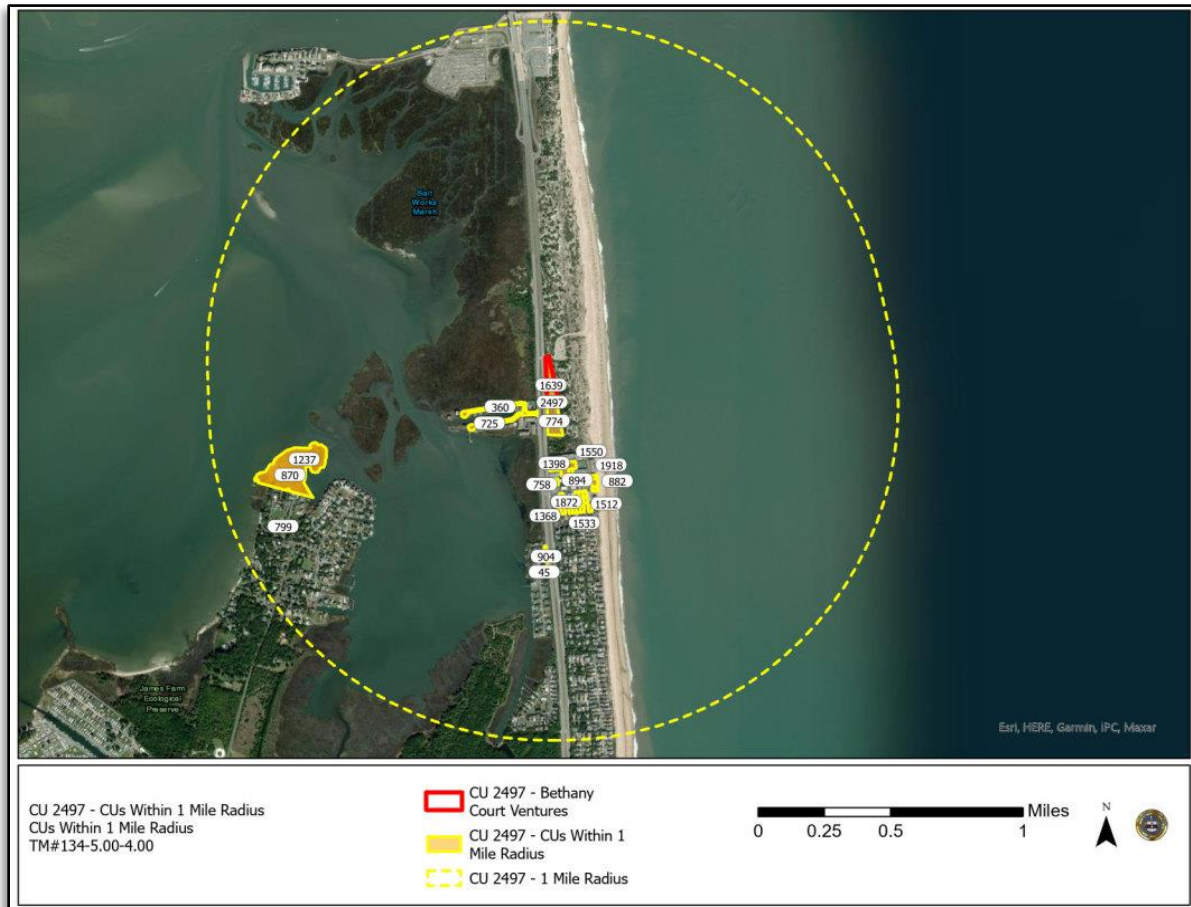 Salt
Works
Marsh
1639
2497
360
774
725
1550
1398
1918
1237
894
882
758
870
1872
1512
1368
1533
799
904
45
James Farm
Ecological
Preserve
Esri, HERE, Garmin, iPC, Maxar
CU 2497 - CUs Within 1 Mile Radius
CUs Within 1 Mile Radius
TM#134-5.00-4.00
CU 2497 - Bethany
Court Ventures
CU 2497 - CUs Within 1
Mile Radius
CU 2497 - 1 Mile Radius
Miles
0 0.25 0.5 1
N